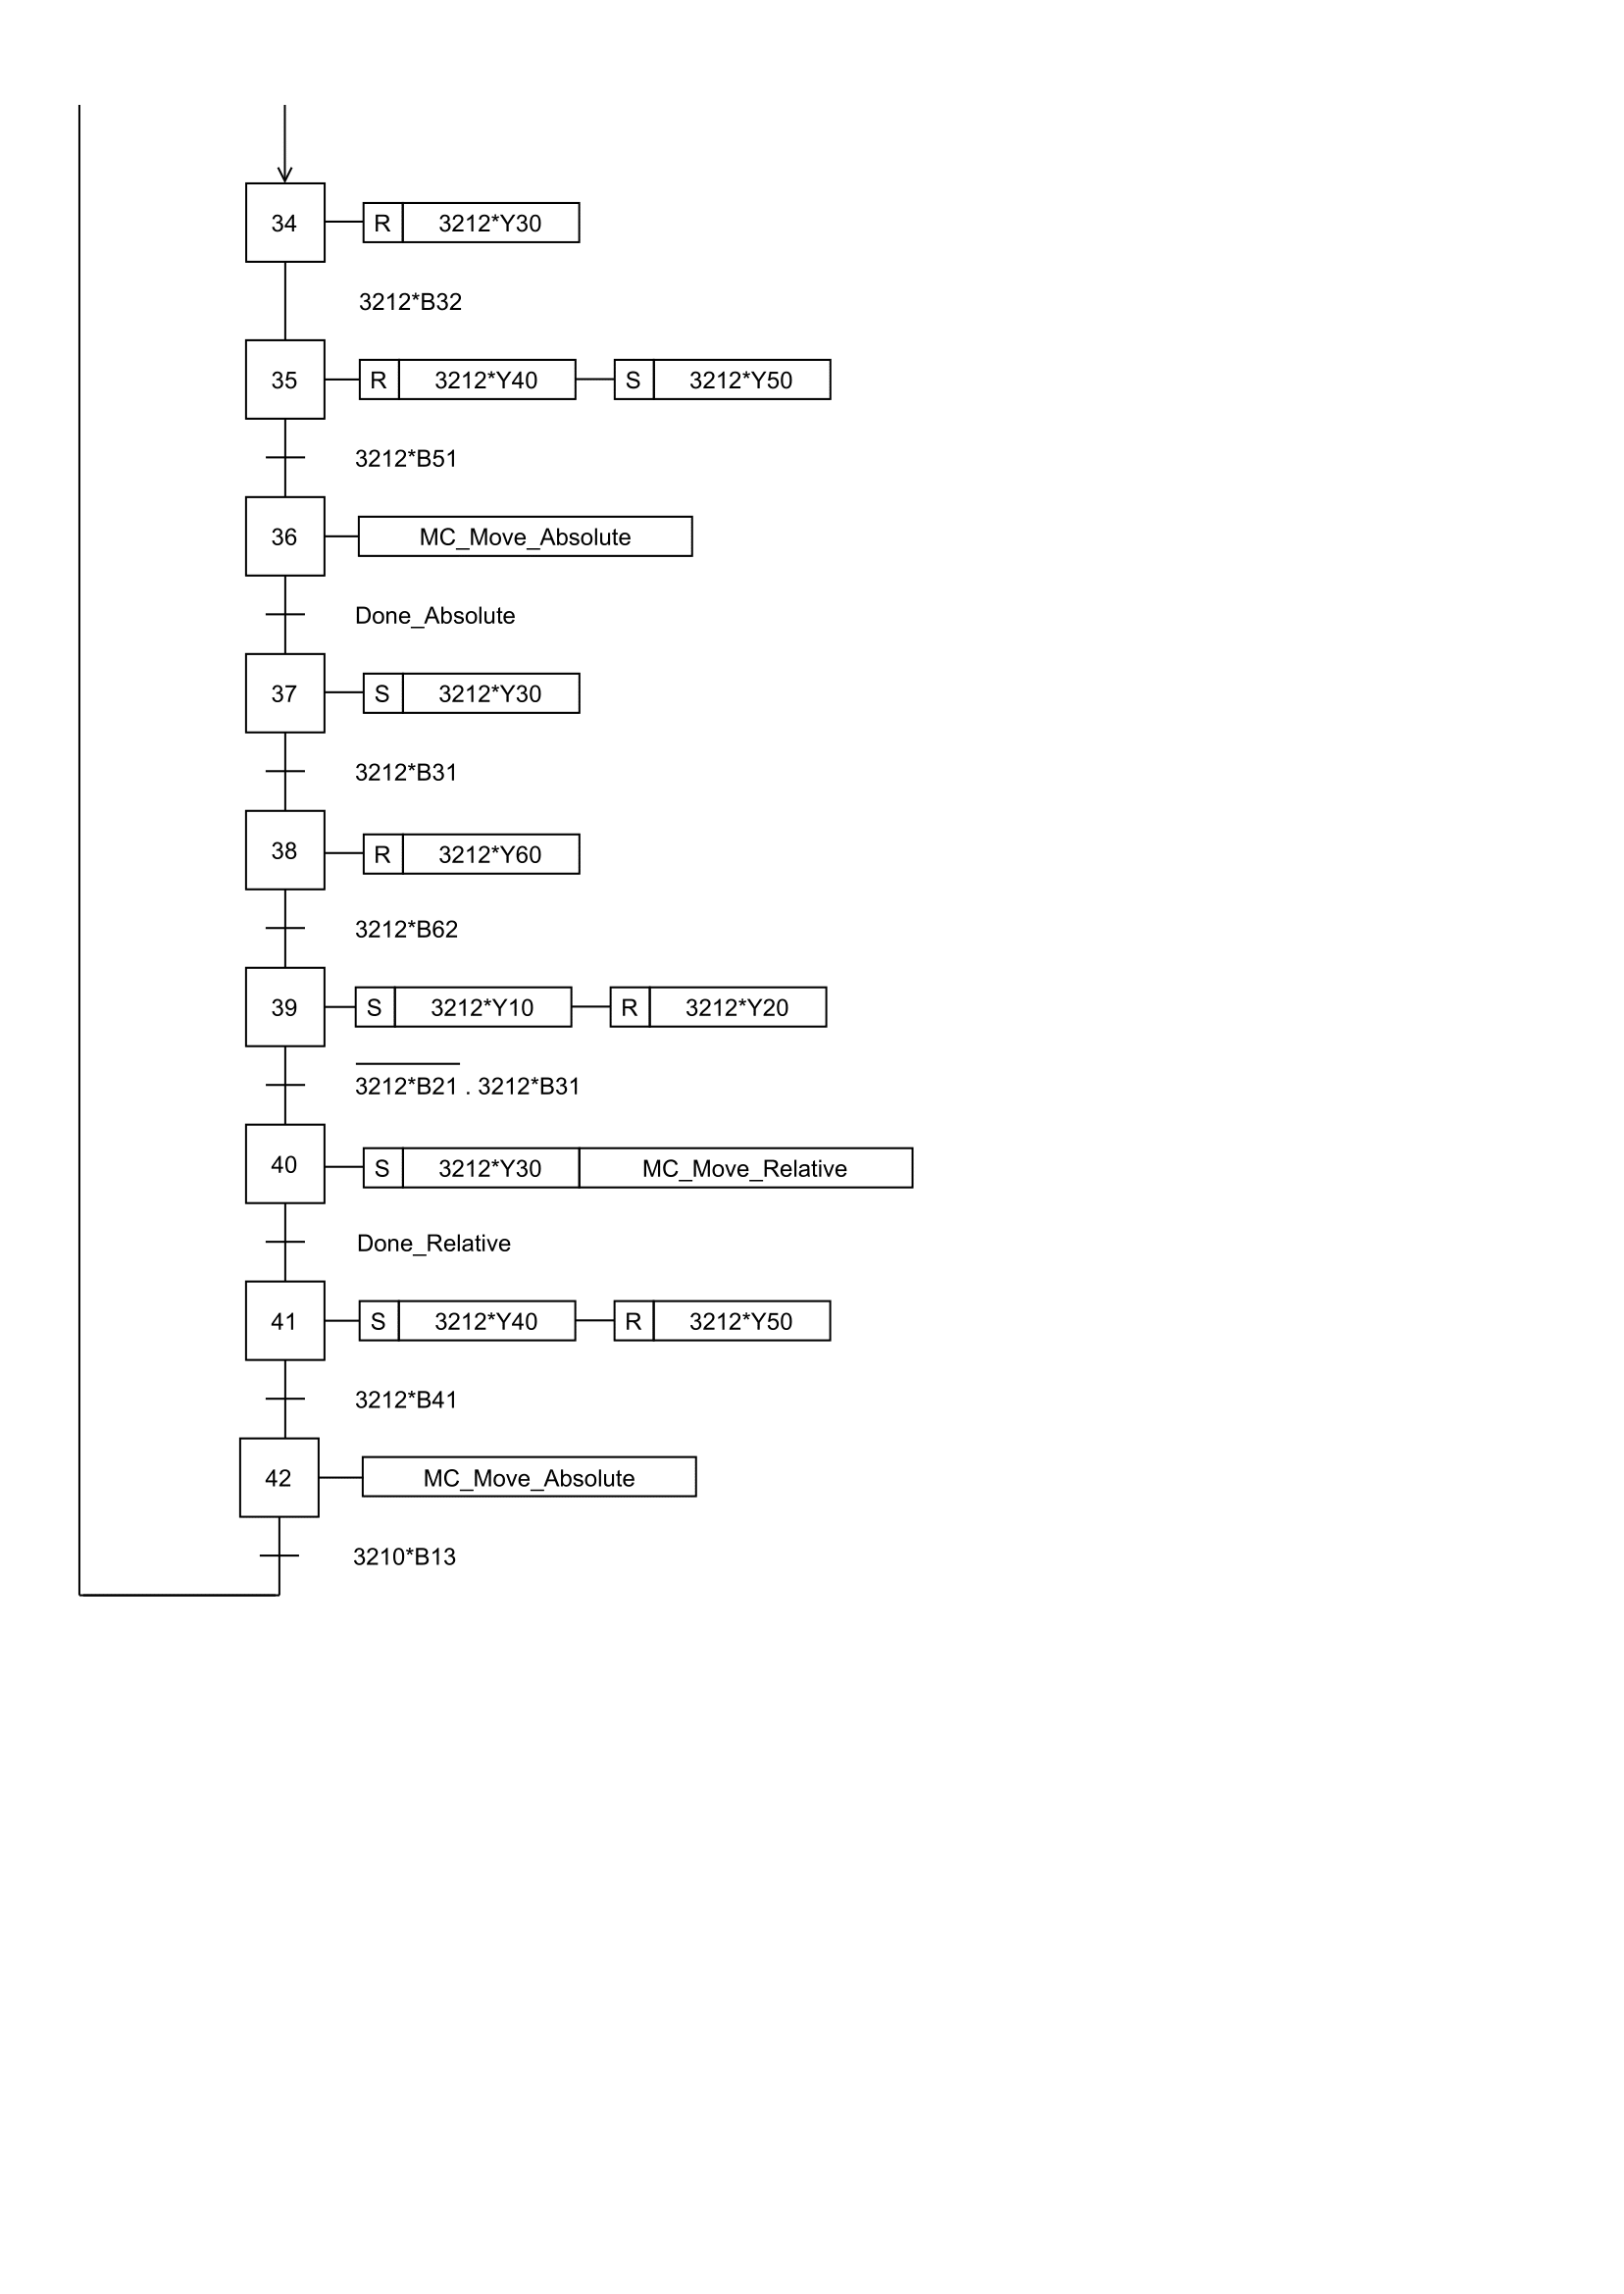 34 R 3212*Y30
3212*B32
35 R 3212*Y40 S 3212*Y50
3212*B51
36 MC_Move_Absolute
Done_Absolute
37 S 3212*Y30
3212*B31
38 R 3212*Y60
3212*B62
39 S 3212*Y10 R 3212*Y20
3212*B21 . 3212*B31
40 S 3212*Y30 MC_Move_Relative
Done_Relative
41 S 3212*Y40 R 3212*Y50
3212*B41
42 MC_Move_Absolute
3210*B13